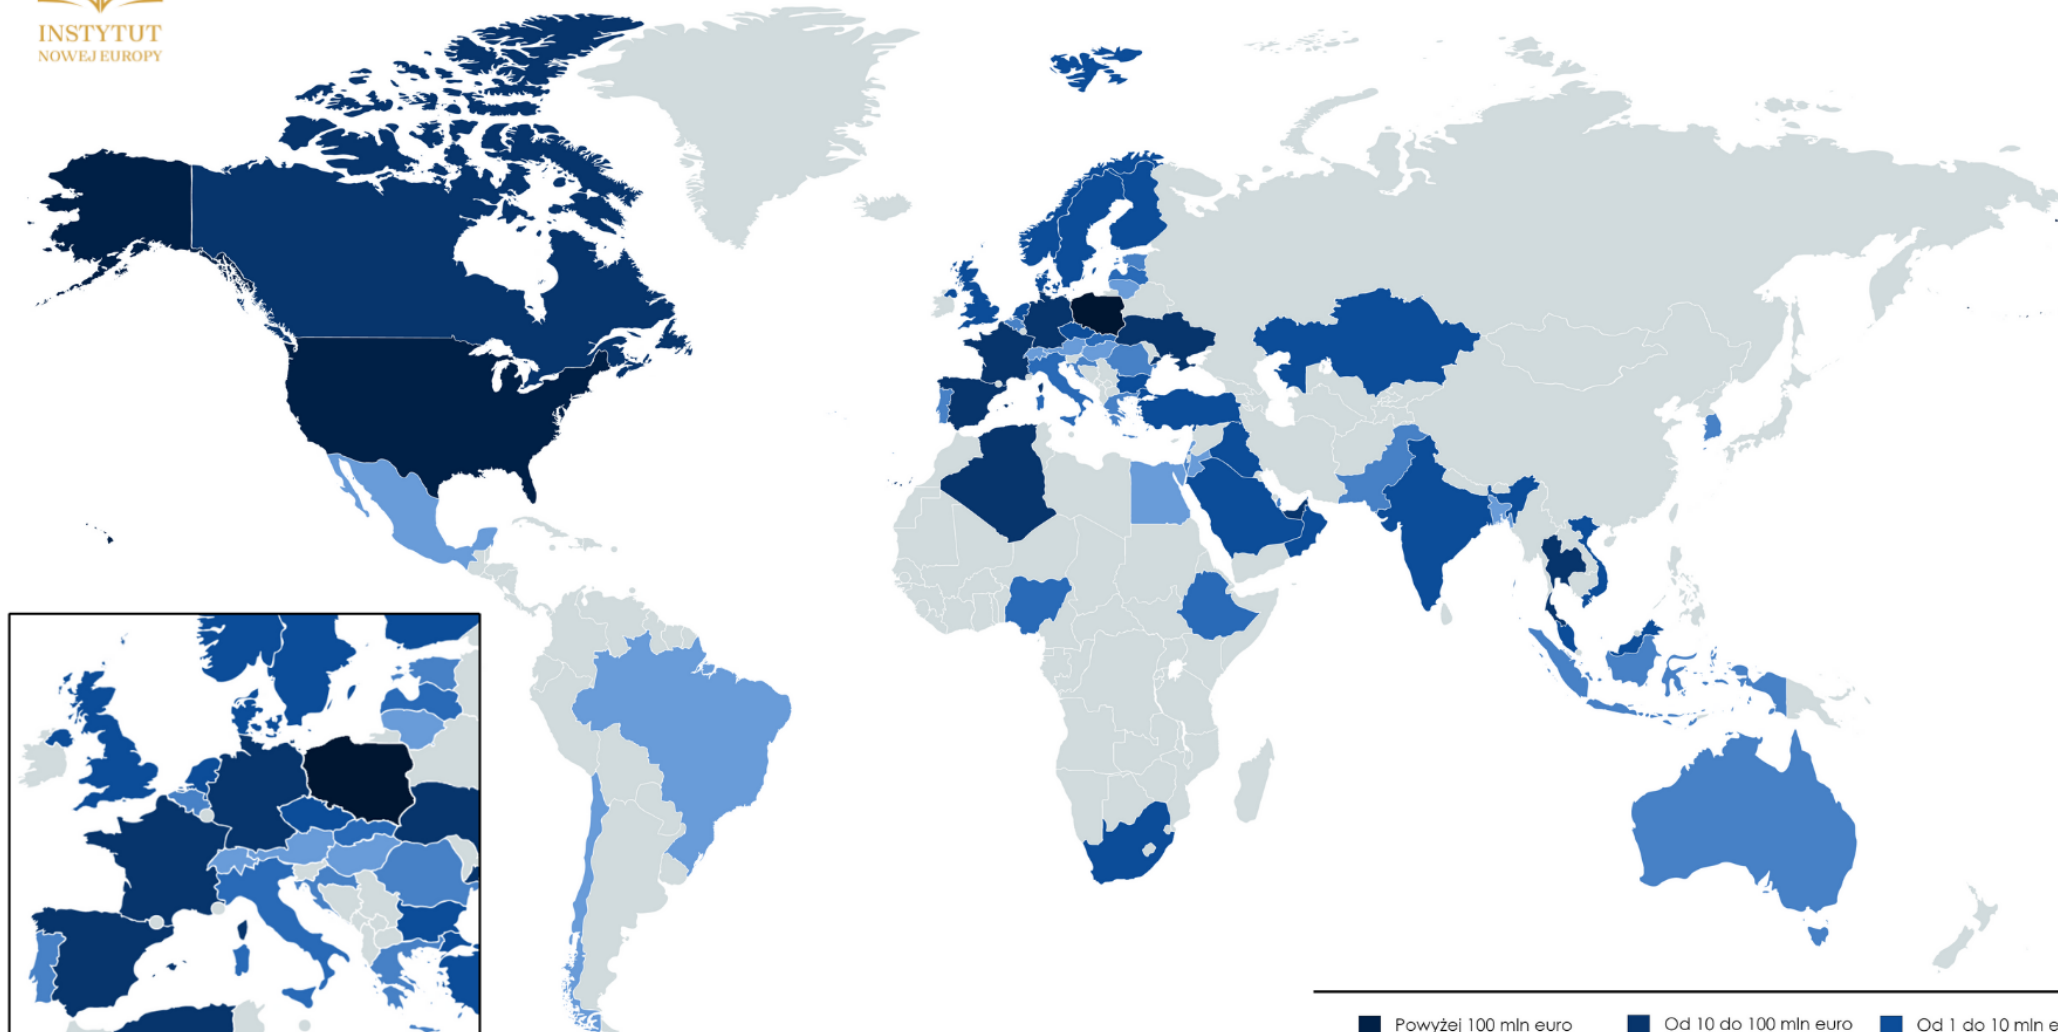 INSTYTUT
NOWEJ EUROPY
Powyżej 100 mln euro
Od 10 do 100 mln euro
Od 1 do 10 mln e